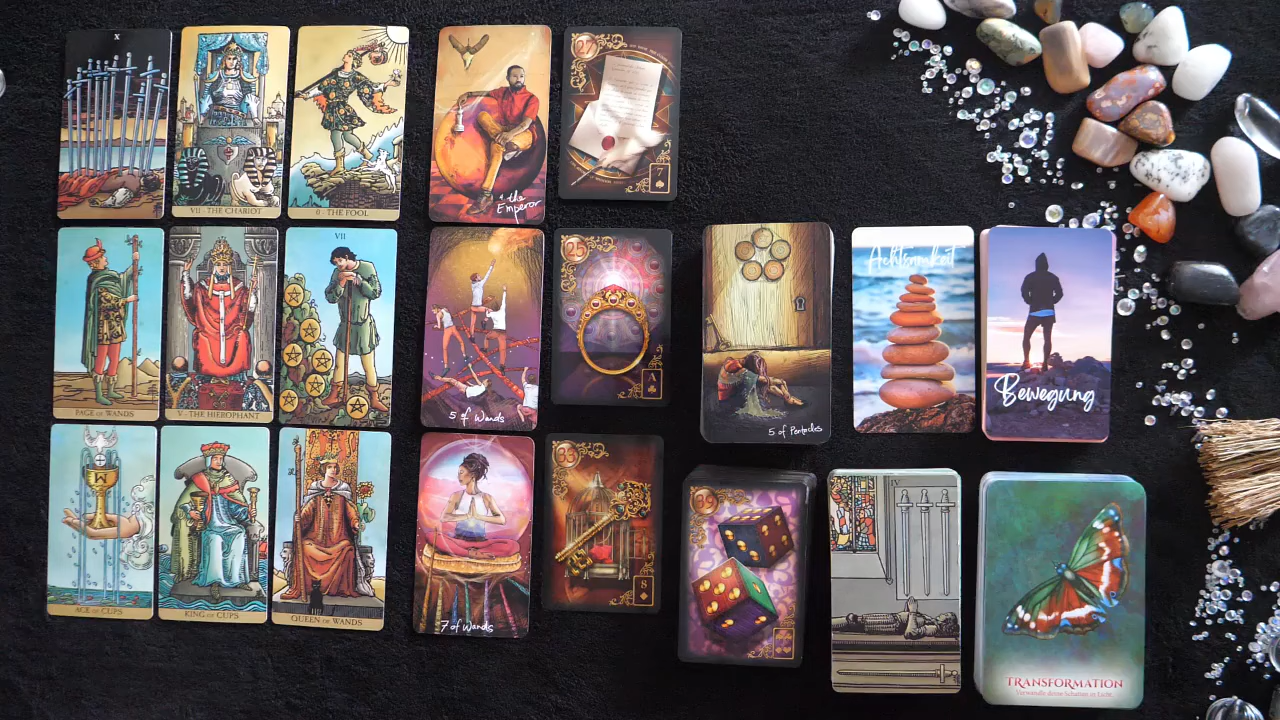 X
VII - THE CHARIOT
0 - THE FOOL
4 the
Emperor
27
7
PAGE OF WANDS
V - THE HIEROPHANT
VII
5 of Wands
25
A
5 of Pentacles
Achtsamkeit
Bewegung
ACE OF CUPS
KING OF CUPS
QUEEN OF WANDS
7 of Wands
33
8
39
IV
TRANSFORMATION
Verwandle deine Schatten in Licht.